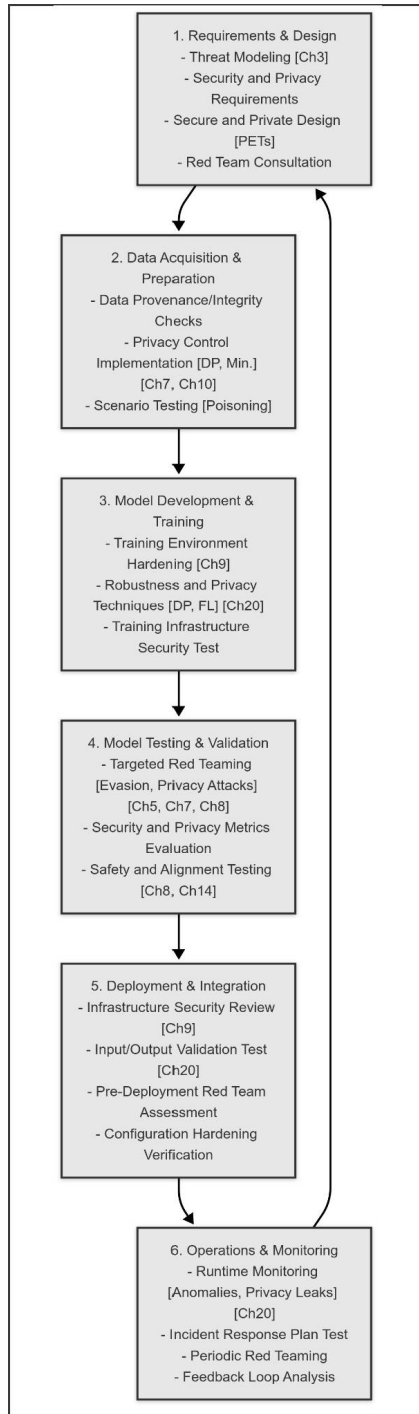 1. Requirements & Design
- Threat Modeling [Ch3]
- Security and Privacy
Requirements
- Secure and Private Design
[PETs]
- Red Team Consultation
2. Data Acquisition &
Preparation
- Data Provenance/Integrity
Checks
- Privacy Control
Implementation [DP, Min.]
[Ch7, Ch10]
- Scenario Testing [Poisoning]
3. Model Development &
Training
- Training Environment
Hardening [Ch9]
- Robustness and Privacy
Techniques [DP, FL] [Ch20]
- Training Infrastructure
Security Test
4. Model Testing & Validation
- Targeted Red Teaming
[Evasion, Privacy Attacks]
[Ch5, Ch7, Ch8]
- Security and Privacy Metrics
Evaluation
- Safety and Alignment Testing
[Ch8, Ch14]
5. Deployment & Integration
- Infrastructure Security Review
[Ch9]
- Input/Output Validation Test
[Ch20]
- Pre-Deployment Red Team
Assessment
- Configuration Hardening
Verification
6. Operations & Monitoring
- Runtime Monitoring
[Anomalies, Privacy Leaks]
[Ch20]
- Incident Response Plan Test
- Periodic Red Teaming
- Feedback Loop Analysis